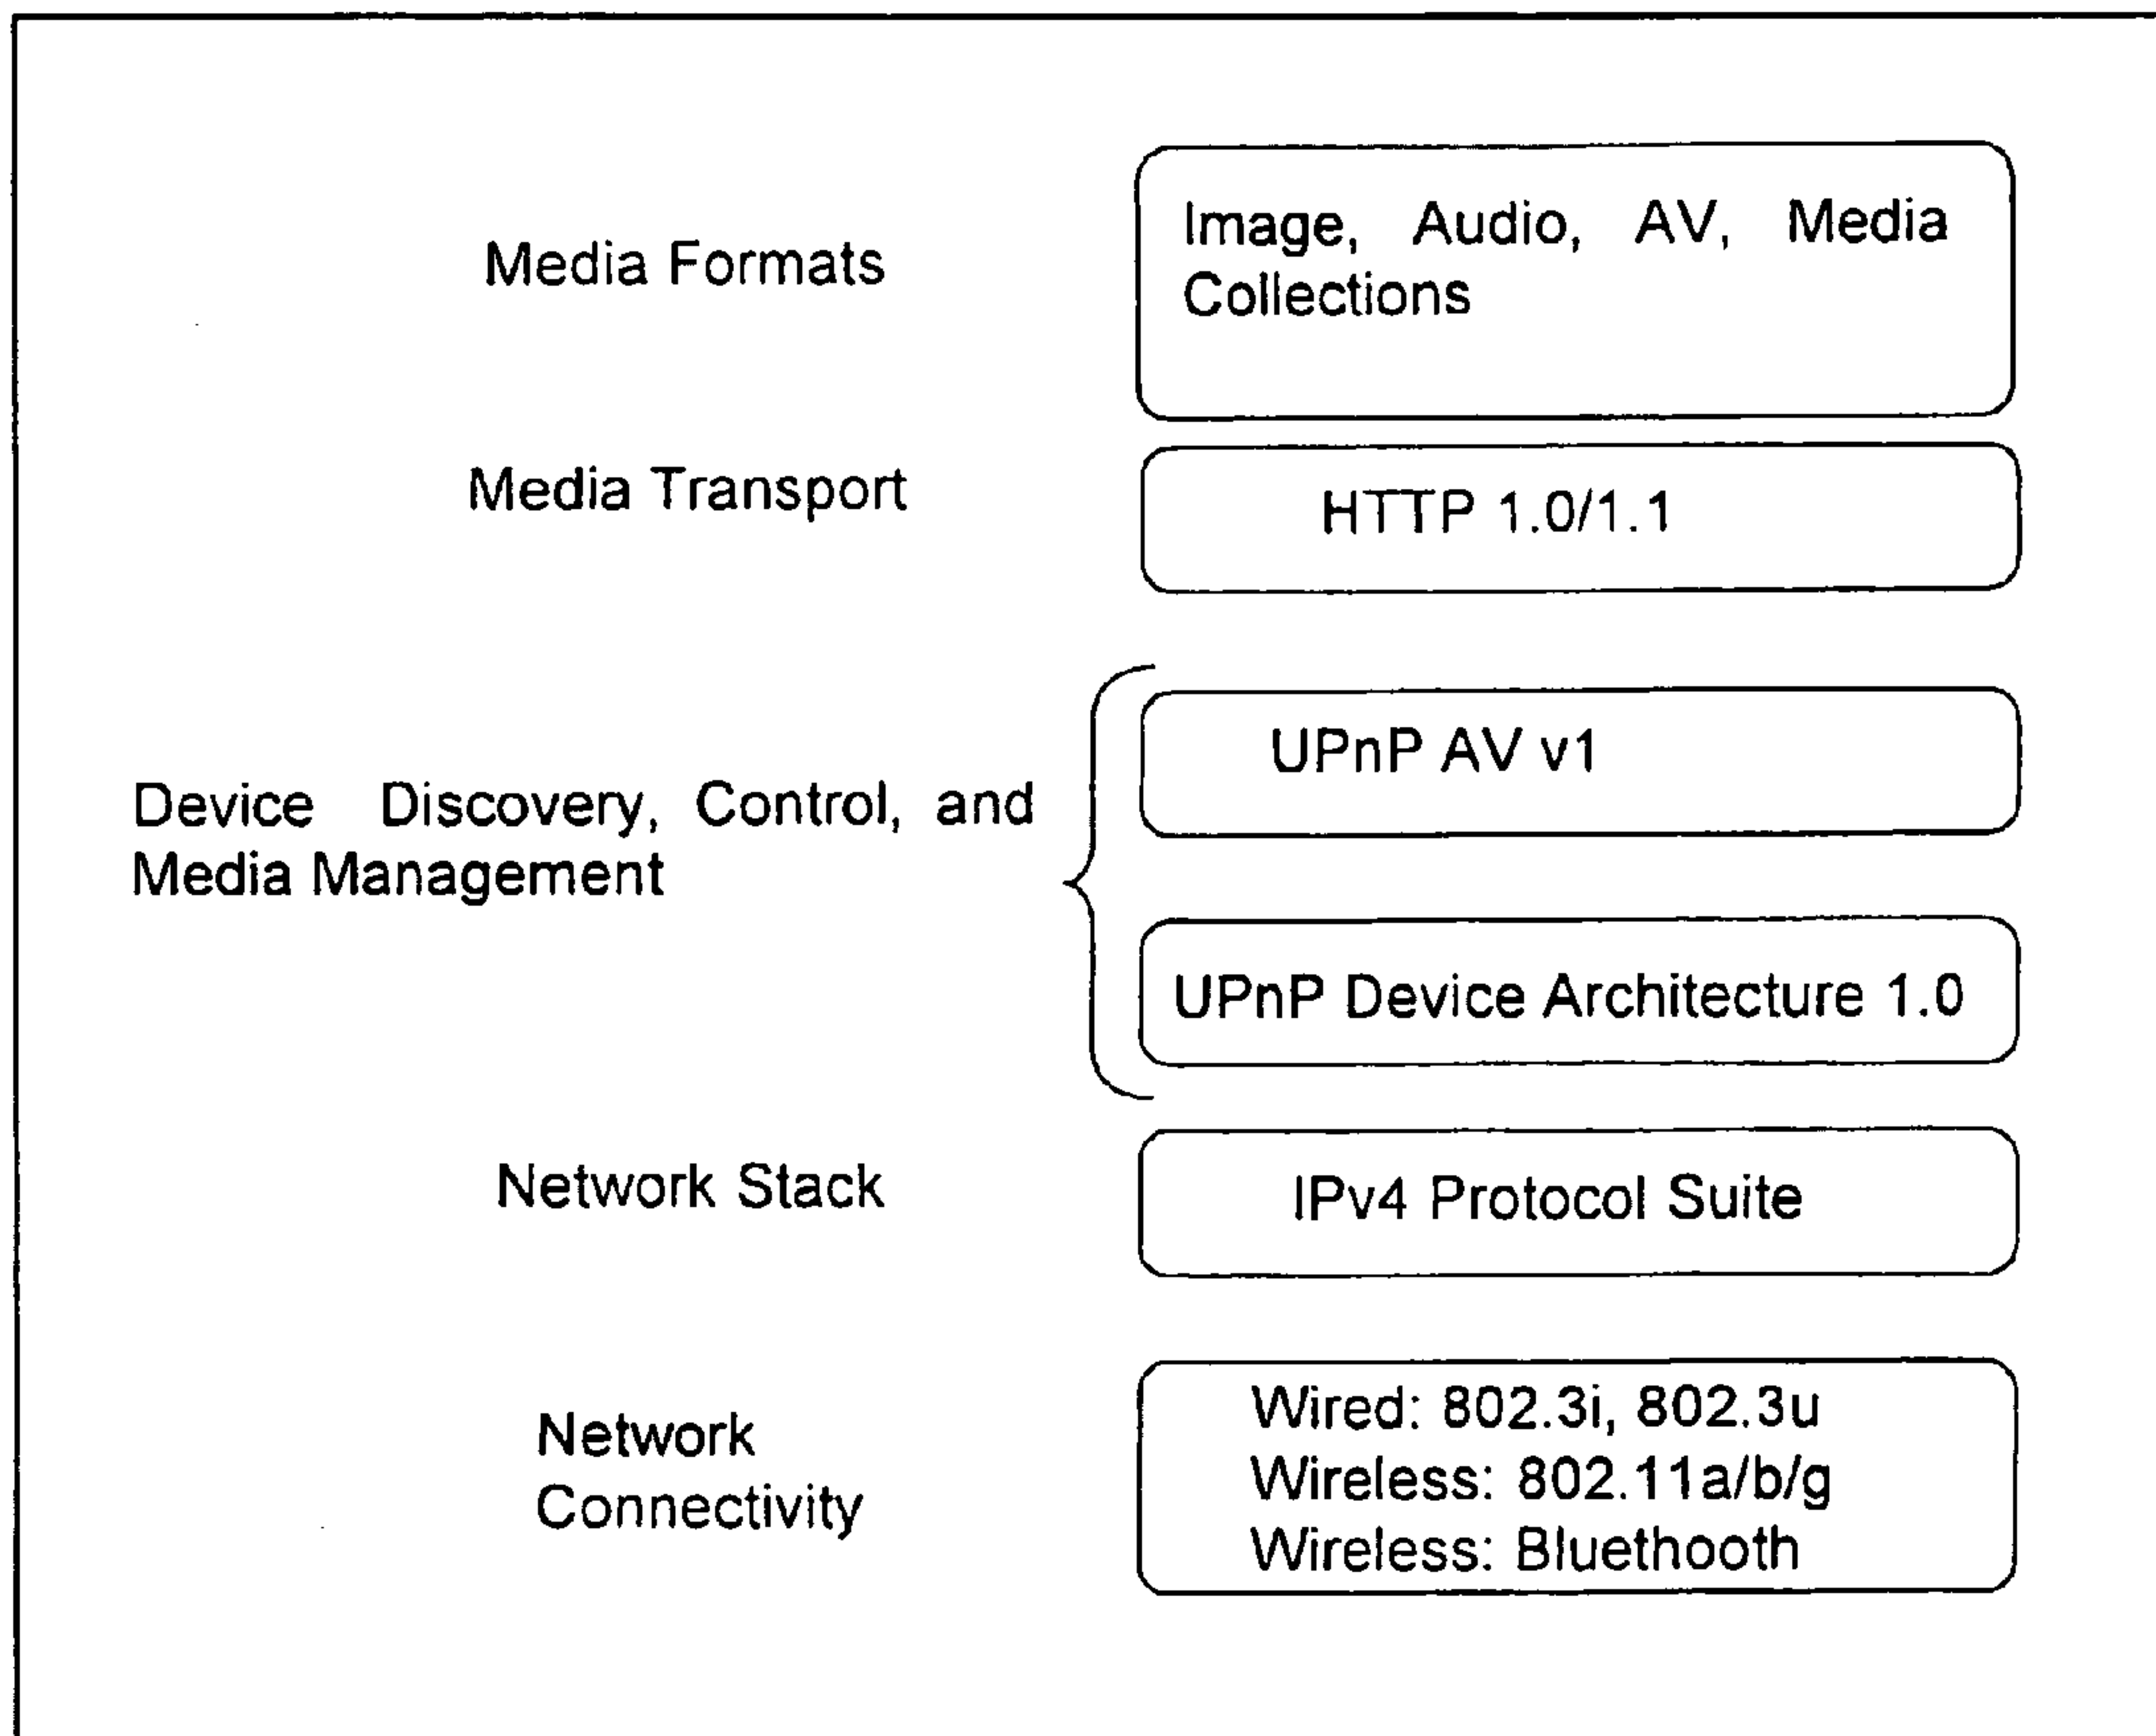 Media Formats
Image, Audio, AV, Media
Collections
Media Transport
HTTP 1.0/1.1
Device Discovery, Control, and
Media Management
UPnP AV v1
UPnP Device Architecture 1.0
Network Stack
IPv4 Protocol Suite
Network
Connectivity
Wired: 802.3i, 802.3u
Wireless: 802.11a/b/g
Wireless: Bluethooth